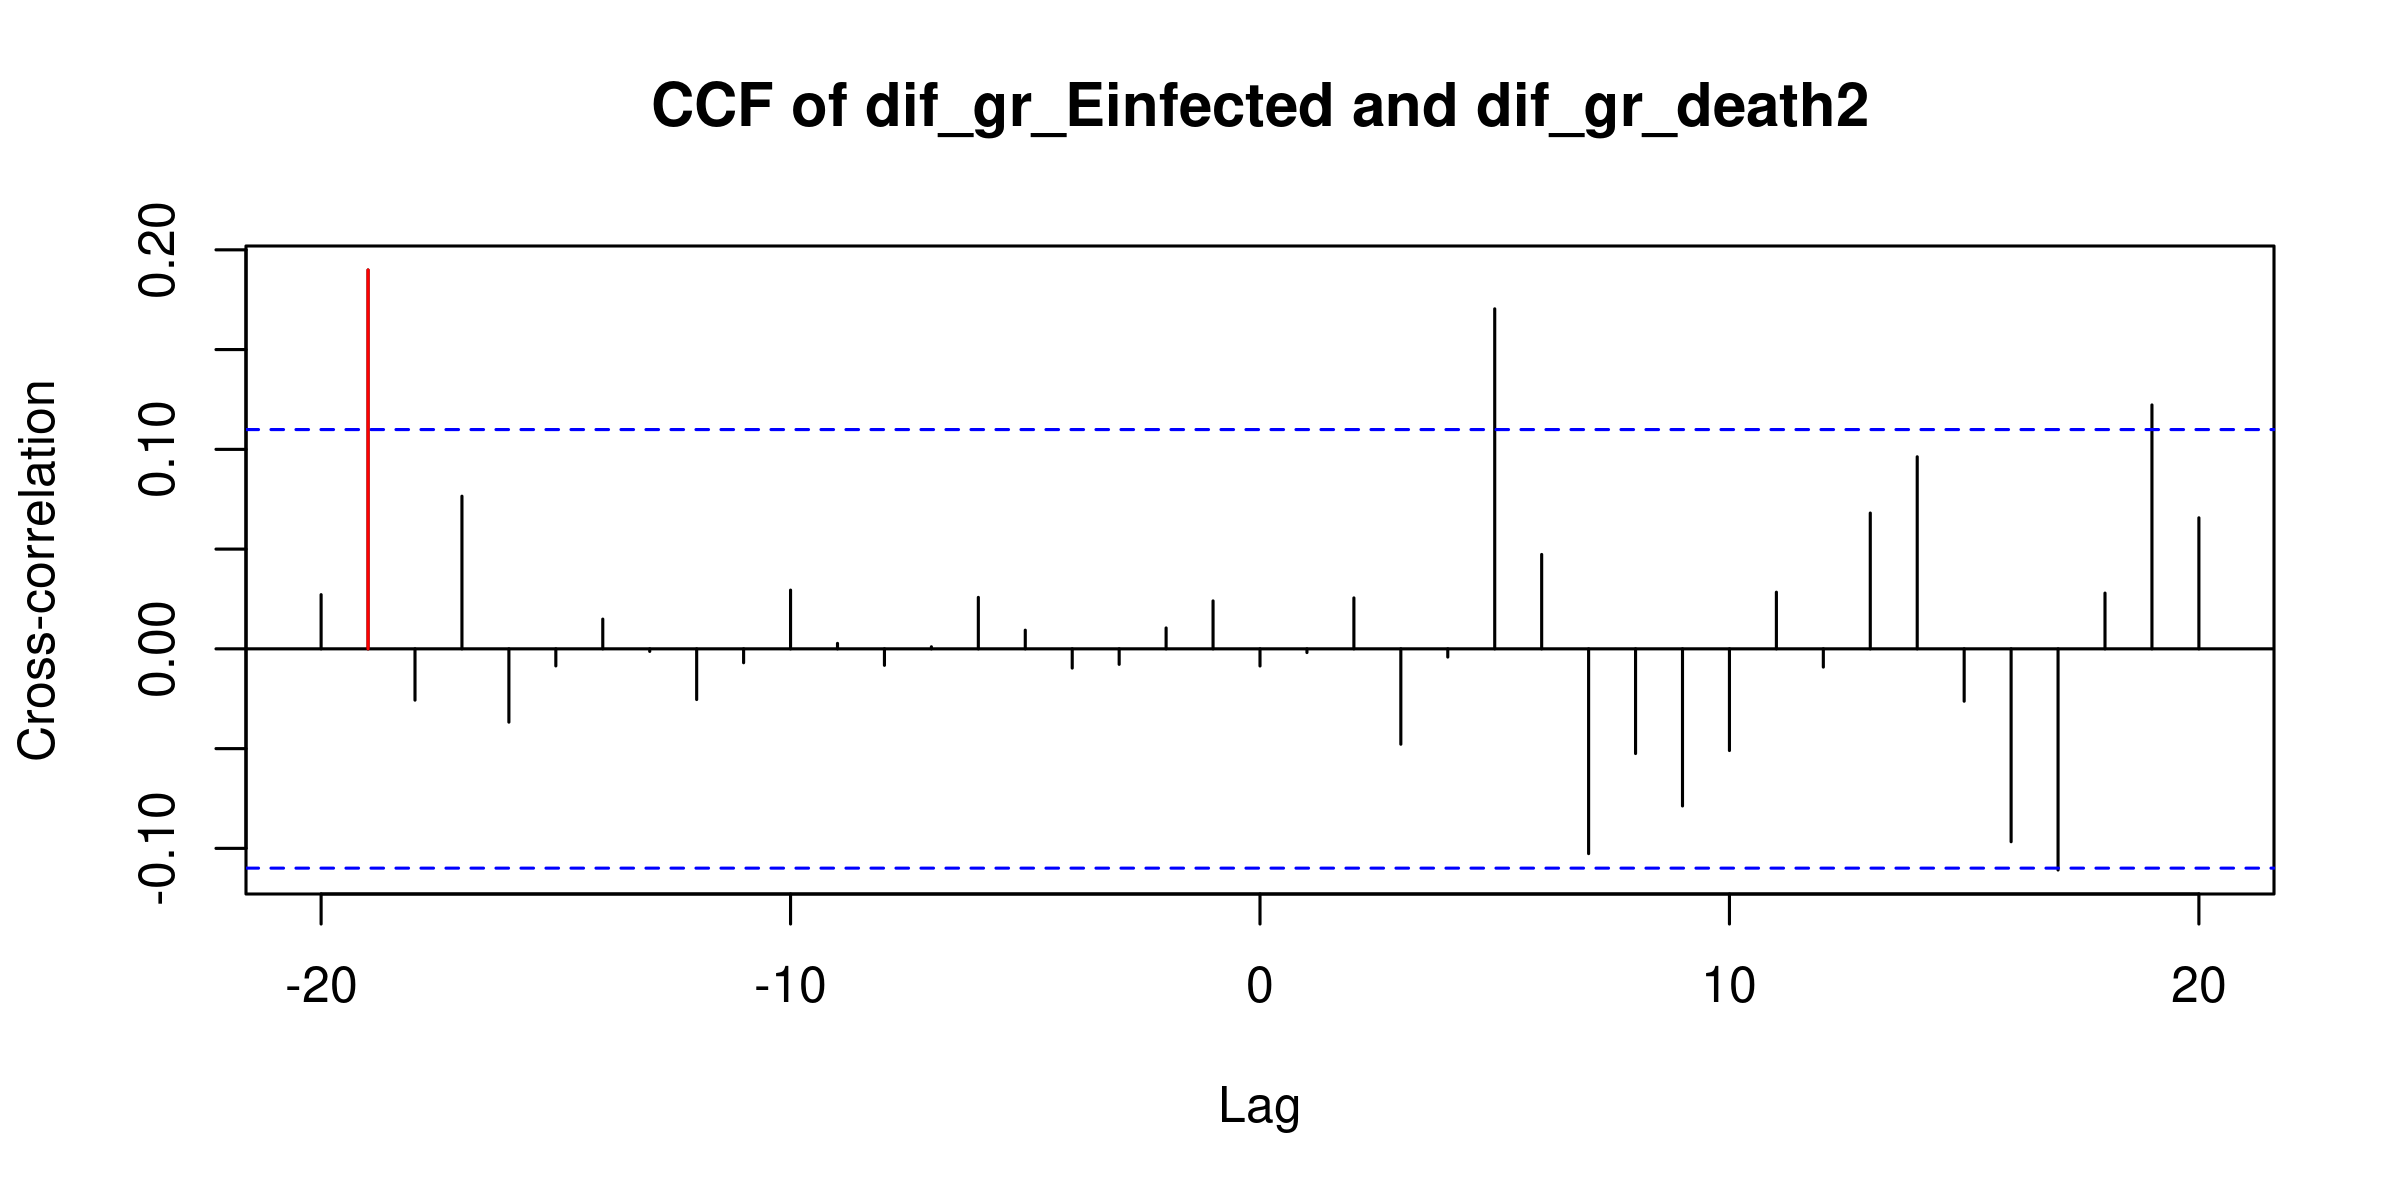 CCF of dif_gr_Einfected and dif_gr_death2
Cross-correlation
0.20
0.10
0.00
-0.10
-20 -10 0 10 20
Lag